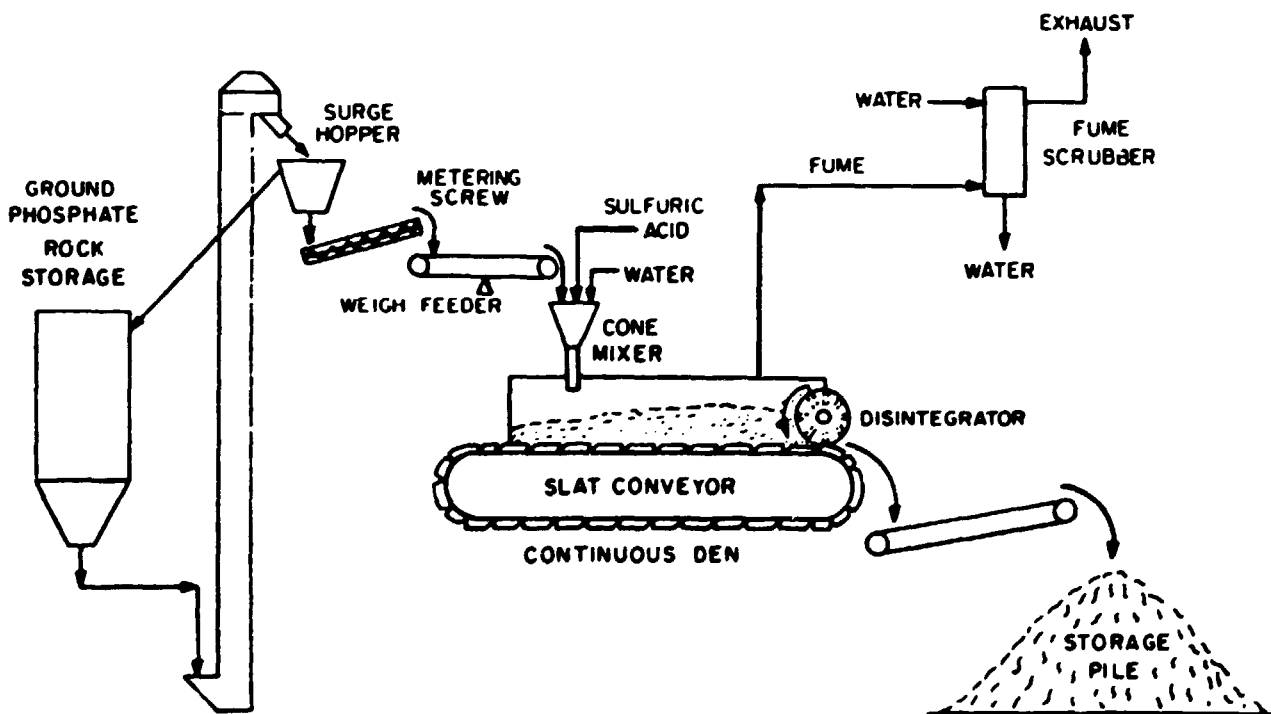 EXHAUST
WATER
FUME
SCRUBBER
FUME
WATER
SURGE
HOPPER
GROUND
PHOSPHATE
ROCK
STORAGE
METERING
SCREW
SULFURIC
ACID
WATER
WEIGH FEEDER
CONE
MIXER
DISINTEGRATOR
SLAT CONVEYOR
CONTINUOUS DEN
STORAGE
PILE